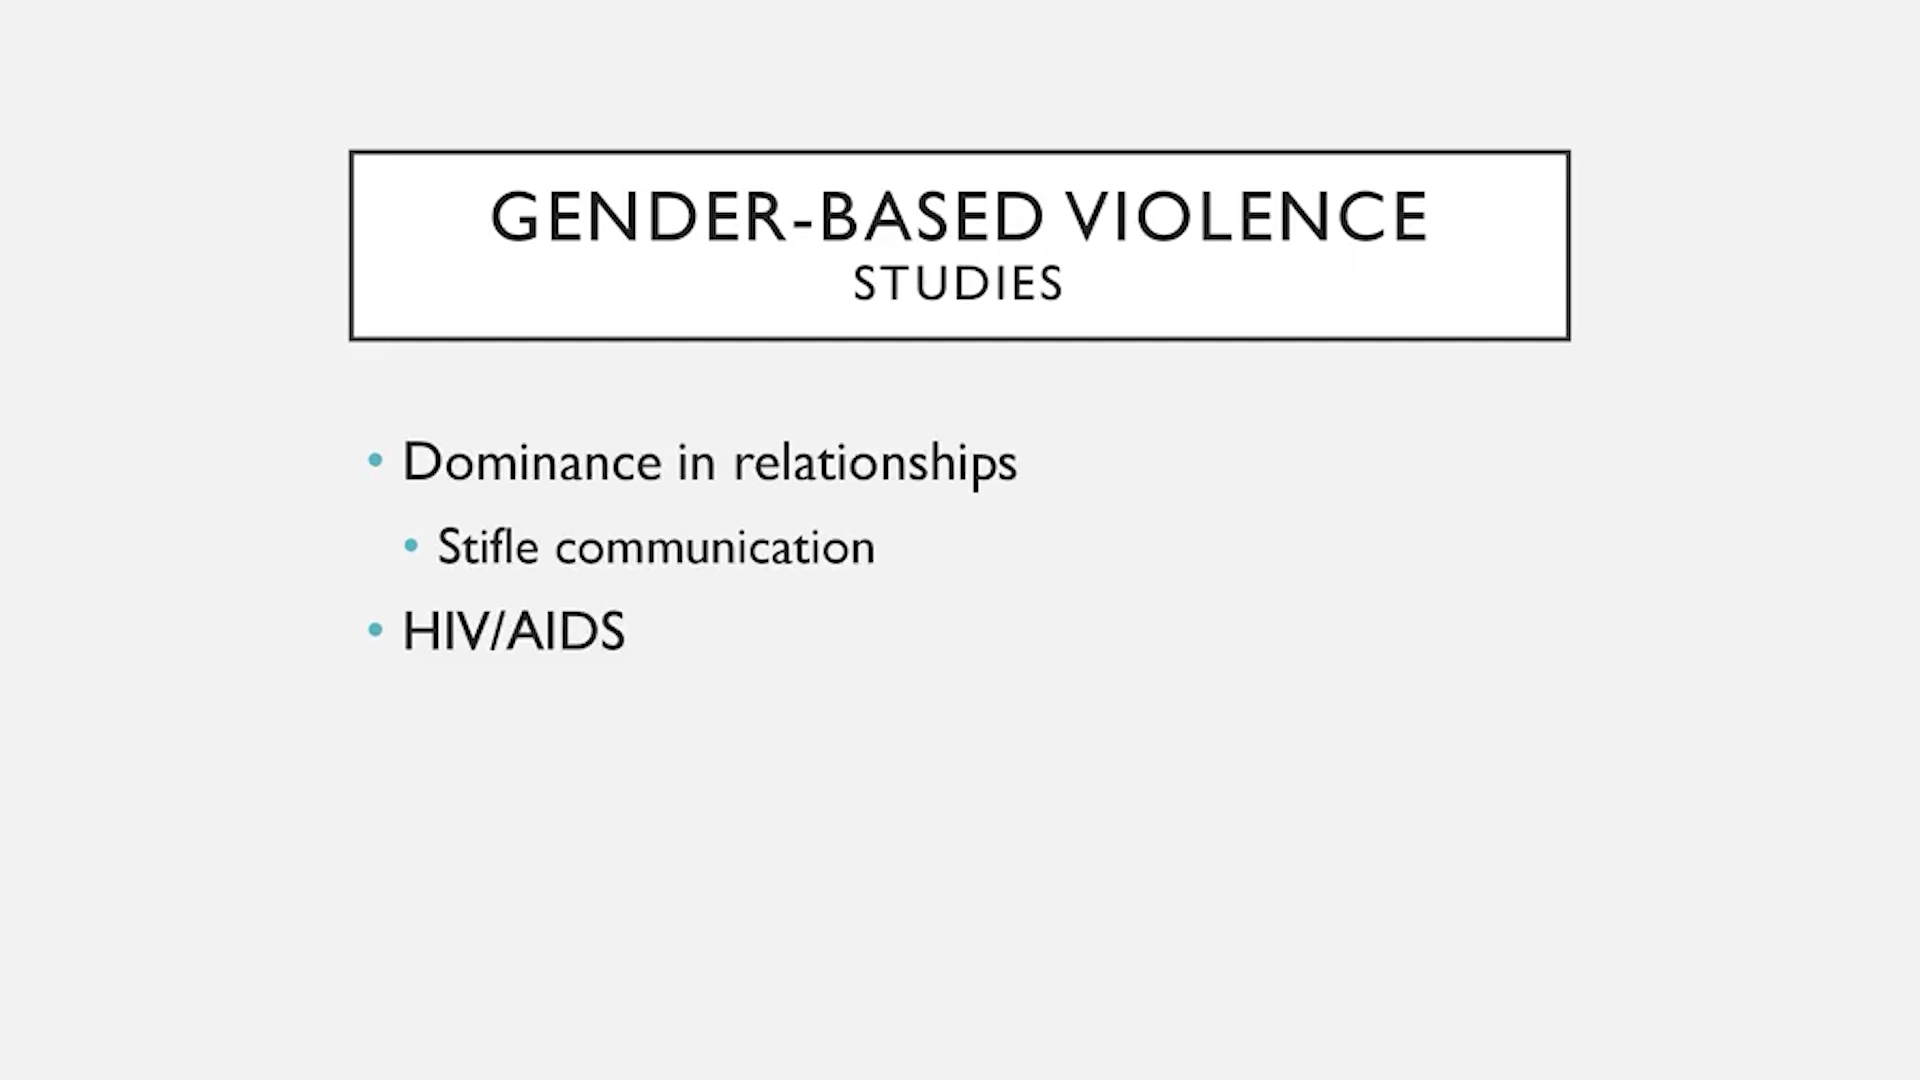 GENDER-BASED VIOLENCE
STUDIES
• Dominance in relationships
• Stifle communication
• HIV/AIDS